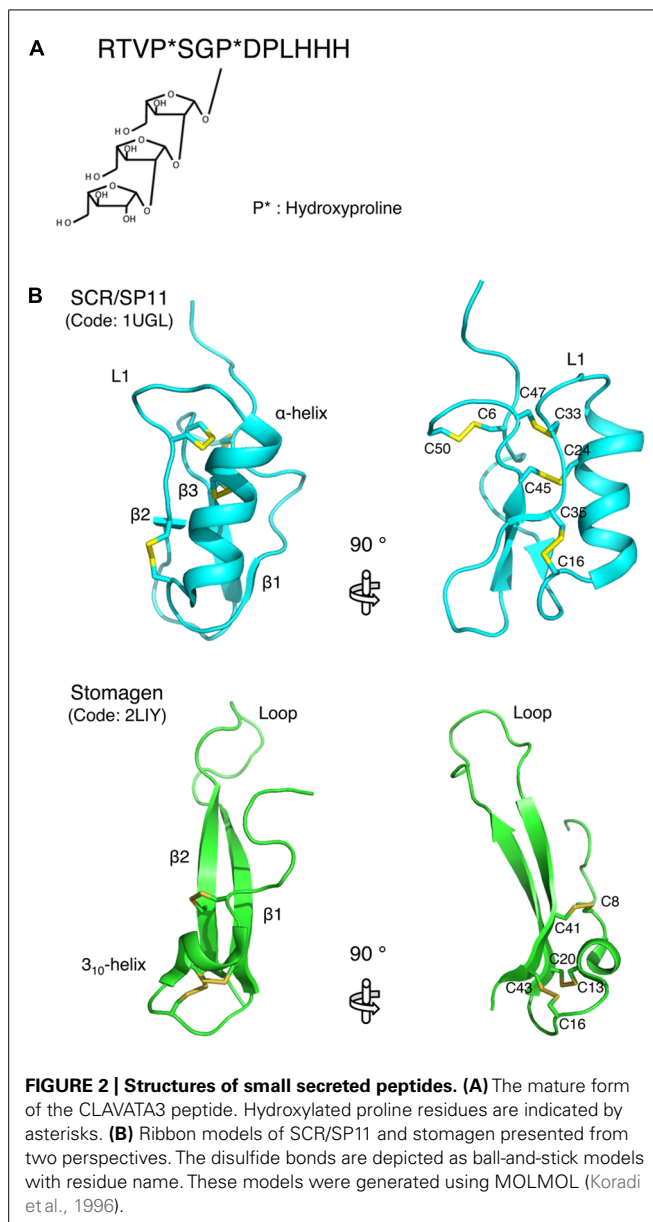 A
RTVP*SGP*DPLHHH
O
OH
O
HO
O
OH
O
HO
O
OH
O
HO
OH
P* : Hydroxyproline
B
SCR/SP11
(Code: 1UGL)
L1
α-helix
β3
β2
β1
90 °
L1
C47
C6
C33
C50
C24
C45
C35
C16
Stomagen
(Code: 2LIY)
Loop
β2
β1
3₁₀-helix
90 °
Loop
C8
C41
C20
C43
C13
C16
FIGURE 2 | Structures of small secreted peptides. (A) The mature form
of the CLAVATA3 peptide. Hydroxylated proline residues are indicated by
asterisks. (B) Ribbon models of SCR/SP11 and stomagen presented from
two perspectives. The disulfide bonds are depicted as ball-and-stick models
with residue name. These models were generated using MOLMOL (Koradi
et al., 1996).